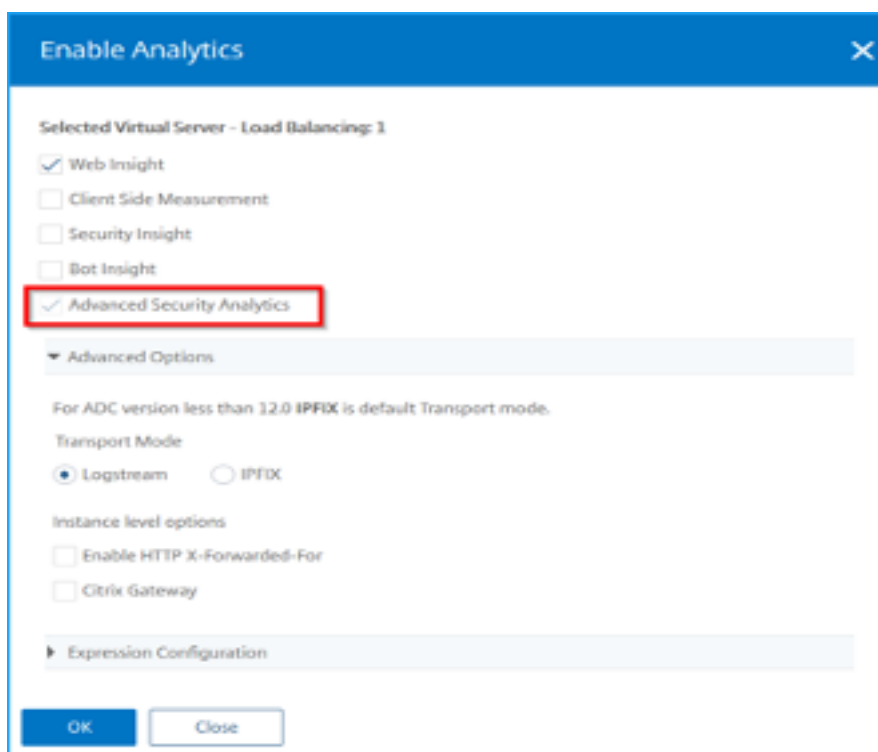 Enable Analytics
Selected Virtual Server - Load Balancing: 1
Web Insight
Client Side Measurement
Security Insight
Bot Insight
Advanced Security Analytics
Advanced Options
For ADC version less than 12.0 IPFIX is default Transport mode.
Transport Mode
Logstream IPFIX
Instance level options
Enable HTTP X-Forwarded-For
Citrix Gateway
Expression Configuration
OK Close